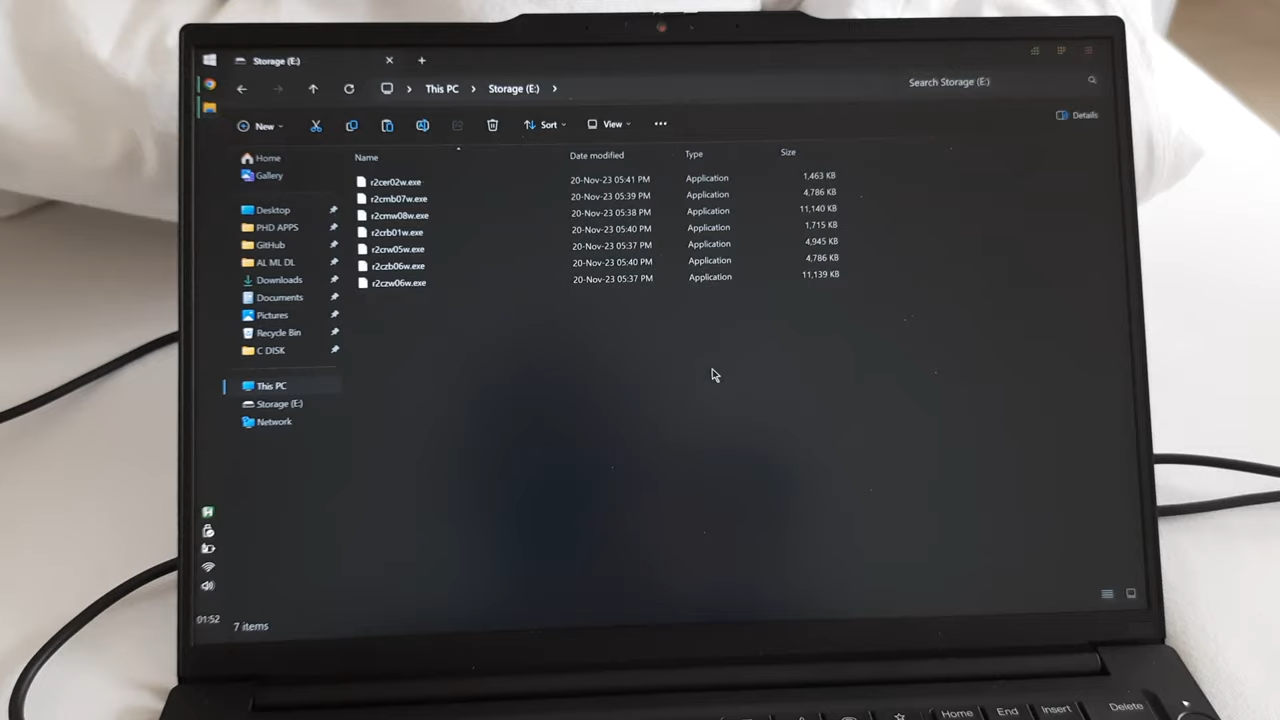 Storage (E:)
This PC
Storage (E:)
Search Storage (E:)
New
Sort
View
Details
Home
Gallery
Desktop
PHD APPS
GitHub
AL ML DL
Downloads
Documents
Pictures
Recycle Bin
C DISK
This PC
Storage (E:)
Network
Name Date modified Type Size
r2cer02w.exe 20-Nov-23 05:41 PM Application 1,463 KB
r2cmb07w.exe 20-Nov-23 05:39 PM Application 4,786 KB
r2cmw08w.exe 20-Nov-23 05:38 PM Application 11,140 KB
r2crb01w.exe 20-Nov-23 05:40 PM Application 1,715 KB
r2crw05w.exe 20-Nov-23 05:37 PM Application 4,945 KB
r2czb06w.exe 20-Nov-23 05:40 PM Application 4,786 KB
r2czw06w.exe 20-Nov-23 05:37 PM Application 11,139 KB
01:52
7 items
Home
End
Insert
Delete